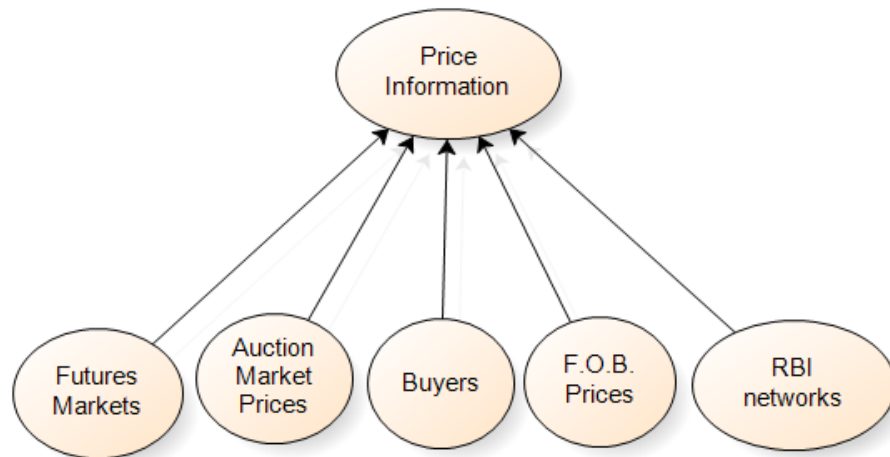 Price
Information
Futures
Markets
Auction
Market
Prices
Buyers
F.O.B.
Prices
RBI
networks